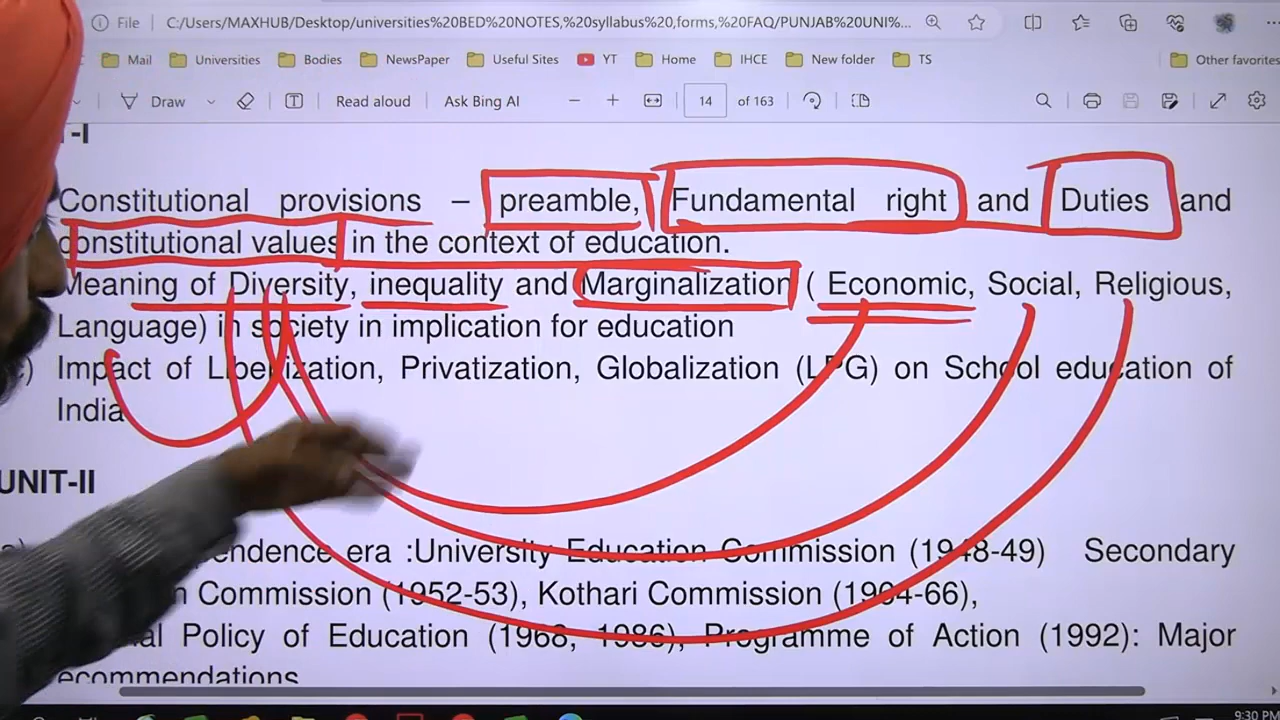 File C:/Users/MAXHUB/Desktop/universities%20BED%20NOTES,%20syllabus%20,forms,%20FAQ/PUNJAB%20UNI%...
Mail Universities Bodies NewsPaper Useful Sites YT Home IHCE New folder TS Other favorites
Draw Read aloud Ask Bing AI 14 of 163
-I
Constitutional provisions – preamble, Fundamental right and Duties and
constitutional values in the context of education.
Meaning of Diversity, inequality and Marginalization ( Economic, Social, Religious,
Language) in society in implication for education
c) Impact of Liberlization, Privatization, Globalization (LPG) on School education of
India
UNIT-II
endence era :University Education Commission (1948-49) Secondary
n Commission (1952-53), Kothari Commission (1964-66),
al Policy of Education (1968, 1986), Programme of Action (1992): Major
ecommendations
9:30 PM